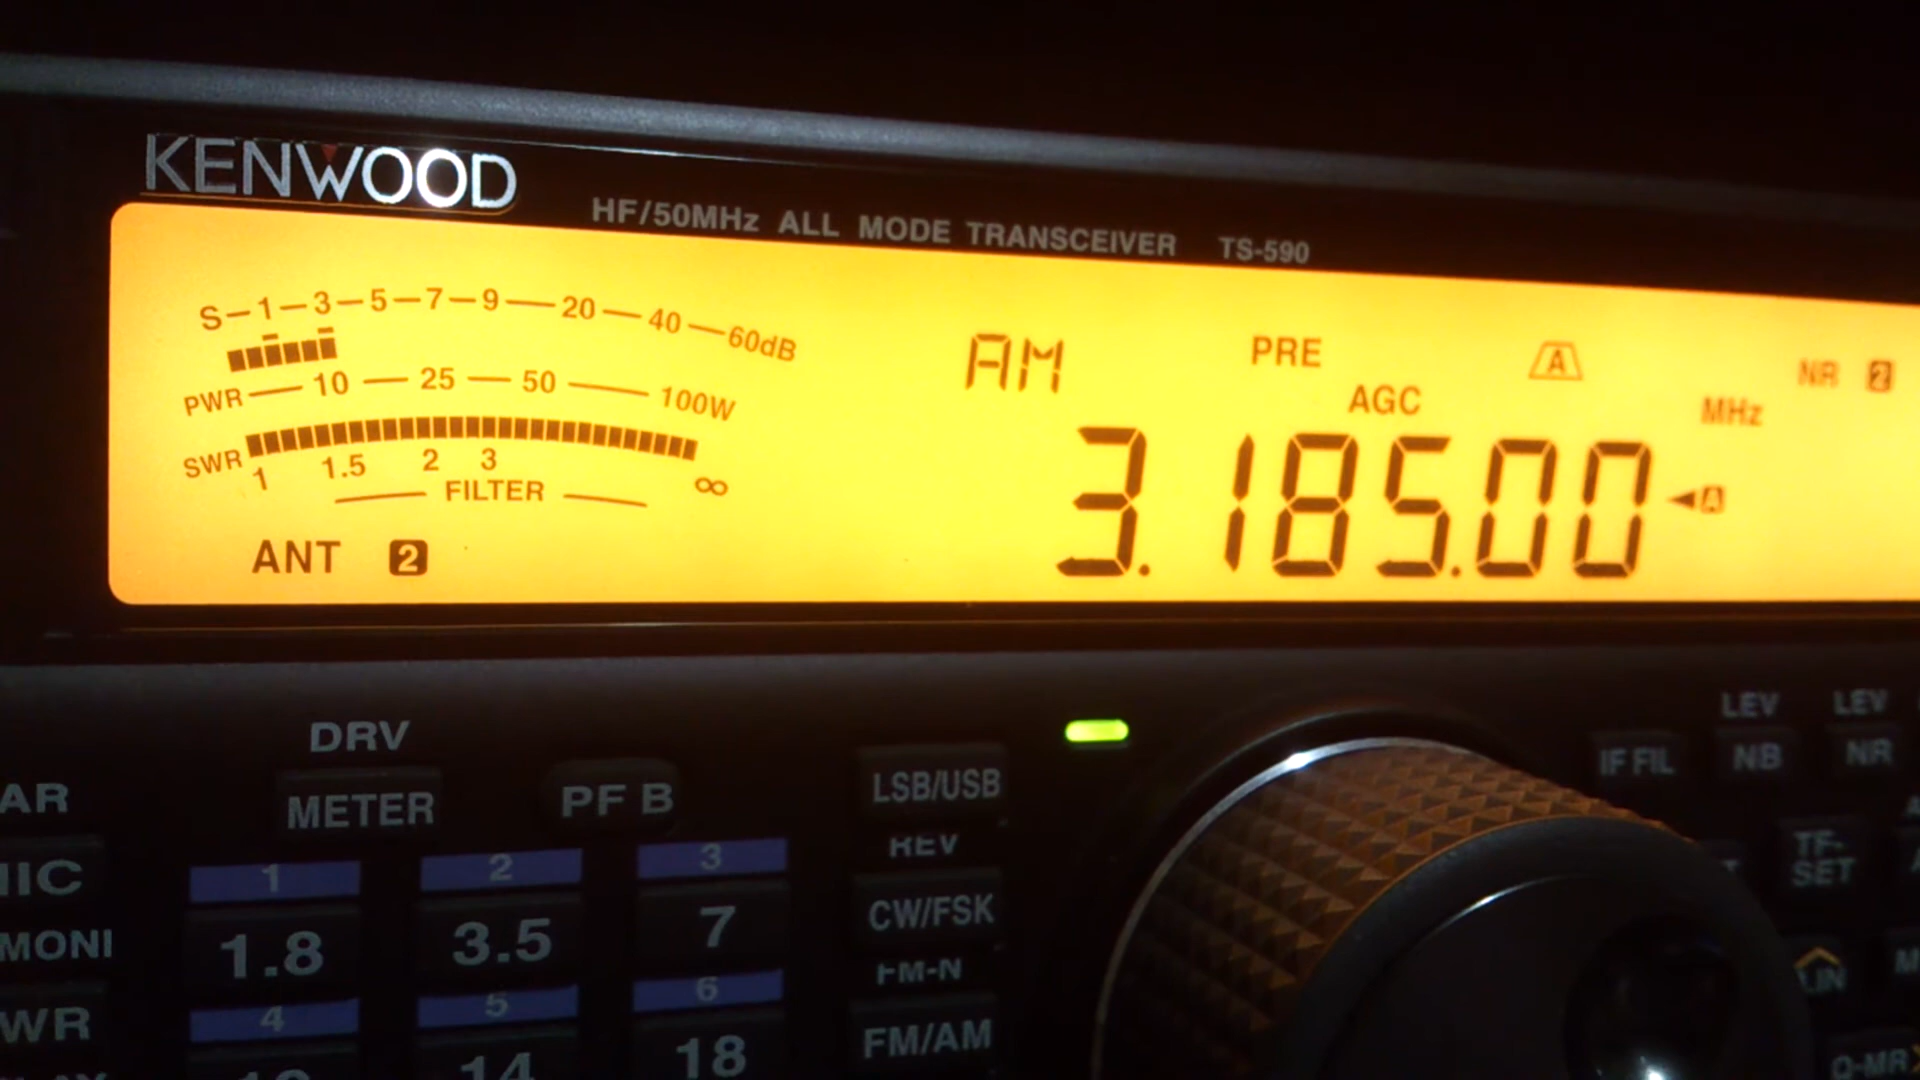 KENWOOD
HF/50MHz ALL MODE TRANSCEIVER TS-590
S 1 3 5 7 9 20 40 60dB
PWR 10 25 50 100W
SWR 1 1.5 2 3 ∞
FILTER
ANT 2
AM PRE A NR 2
AGC MHz
3.185.00 A
DRV
METER
PF B
LSB/USB
REV
CW/FSK
FM-N
FM/AM
LEV LEV
IF FIL NB NR
TF-SET
MONI
1 2 3
1.8 3.5 7
4 5 6
14 18
Q-MR